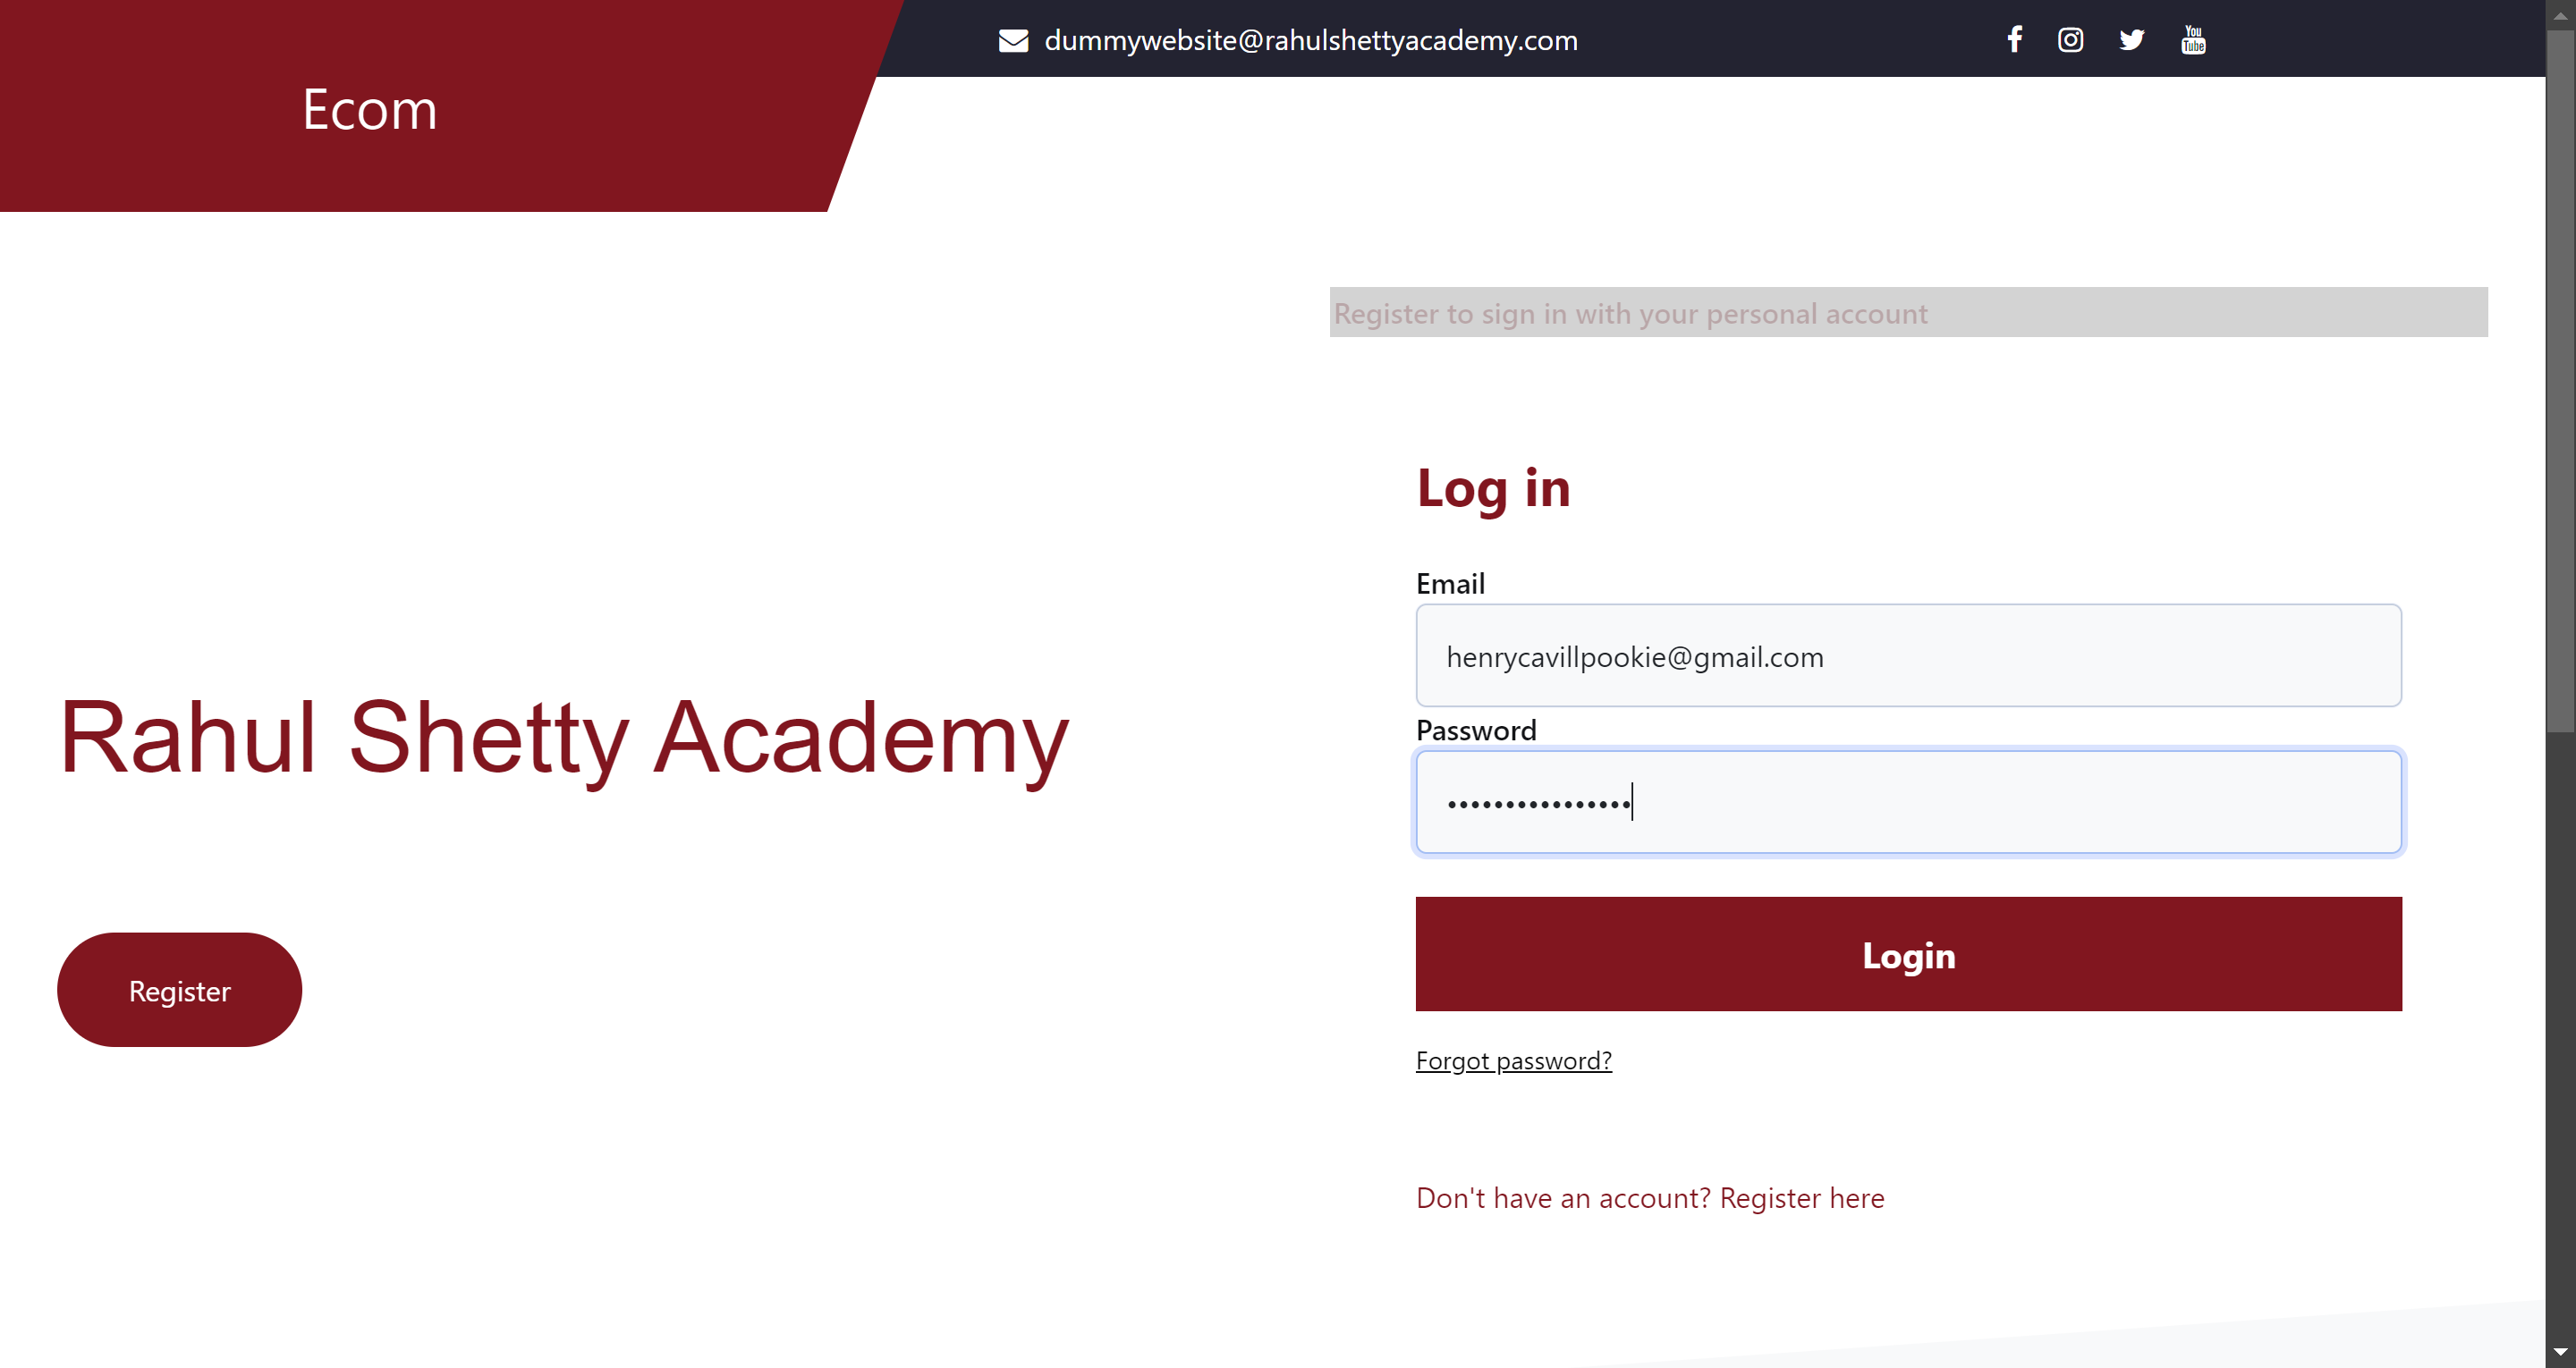 dummywebsite@rahulshettyacademy.com
Ecom
Register to sign in with your personal account
Log in
Email
henrycavillpookie@gmail.com
Password
••••••••••••••••
Rahul Shetty Academy
Login
Register
Forgot password?
Don't have an account? Register here
You
Tube